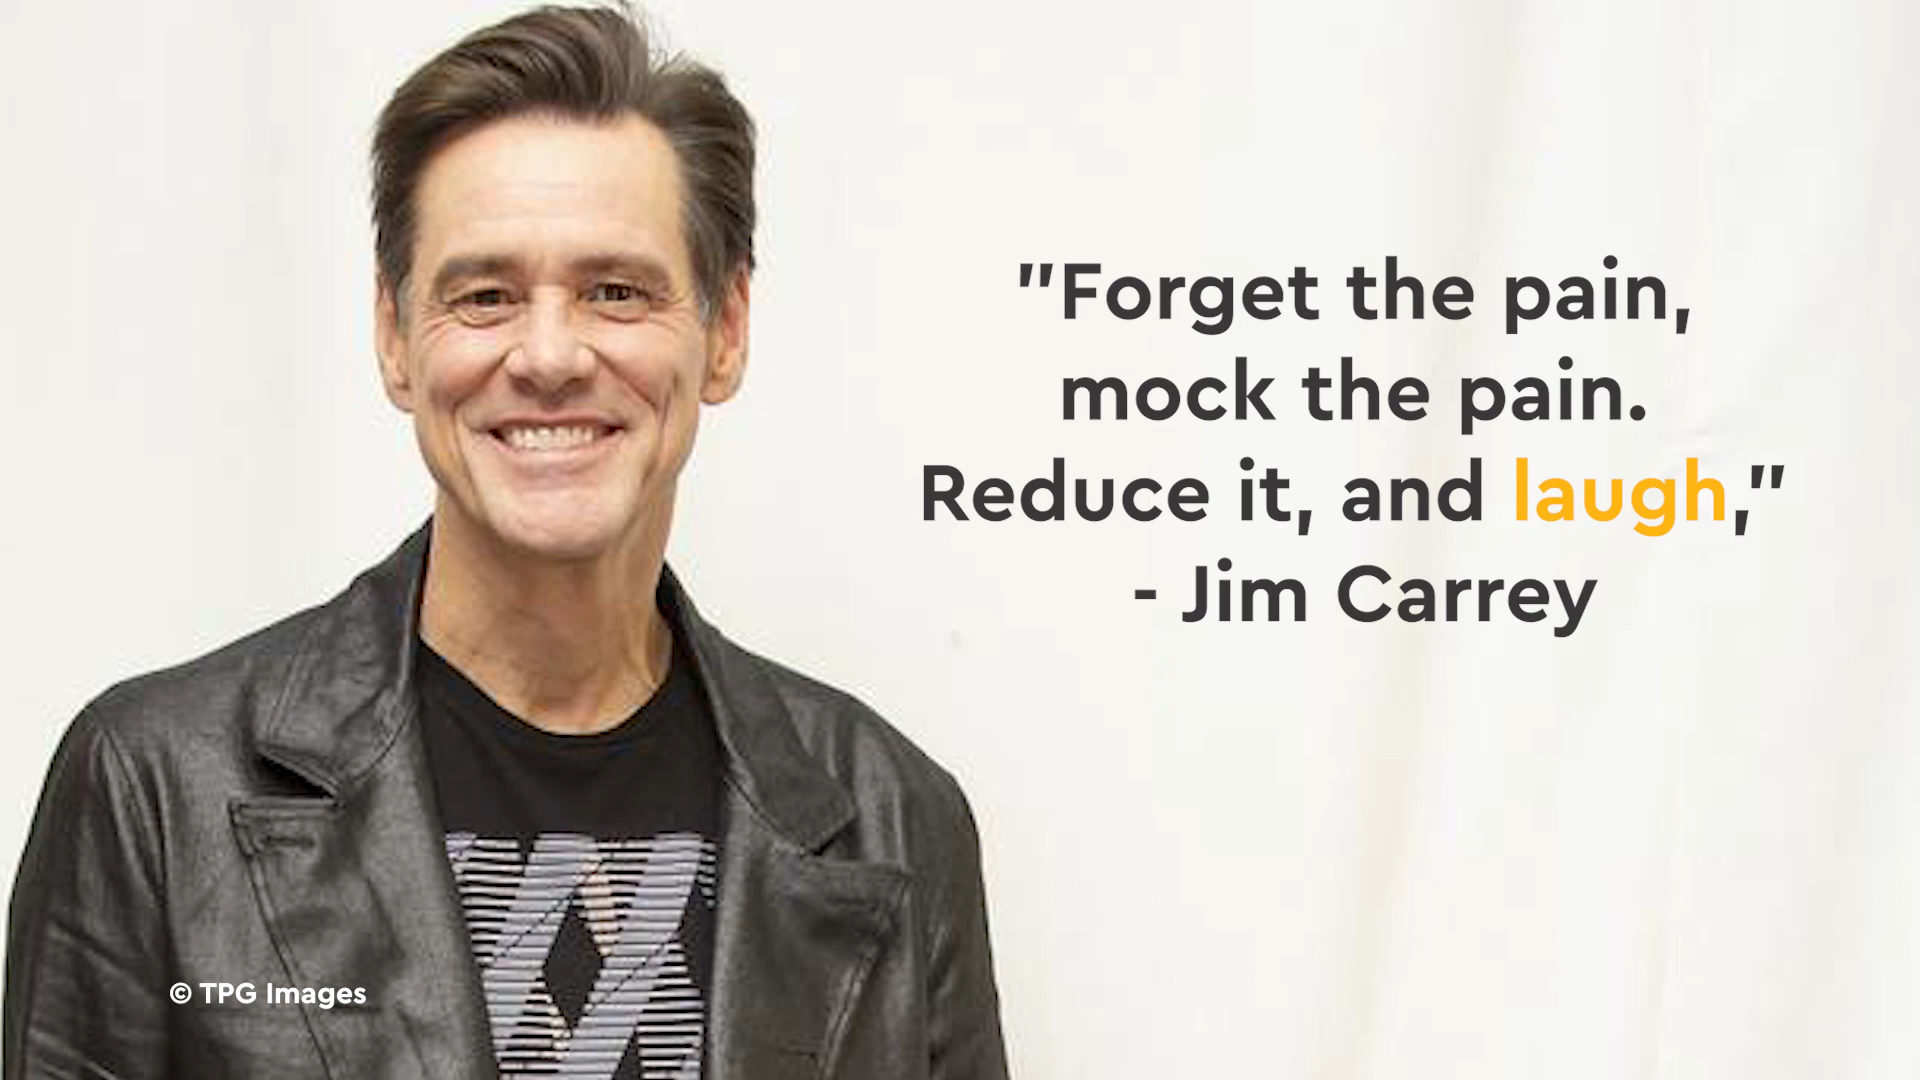 "Forget the pain,
mock the pain.
Reduce it, and laugh,"
- Jim Carrey
© TPG Images